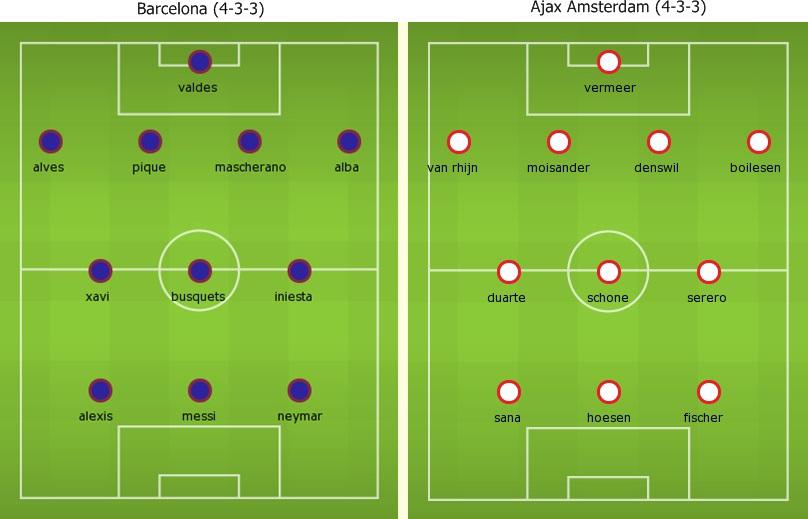 Barcelona (4-3-3)
valdes
alves pique mascherano alba
xavi busquets iniesta
alexis messi neymar
Ajax Amsterdam (4-3-3)
vermeer
van rhijn moisander denswil boilesen
duarte schone serero
sana hoesen fischer